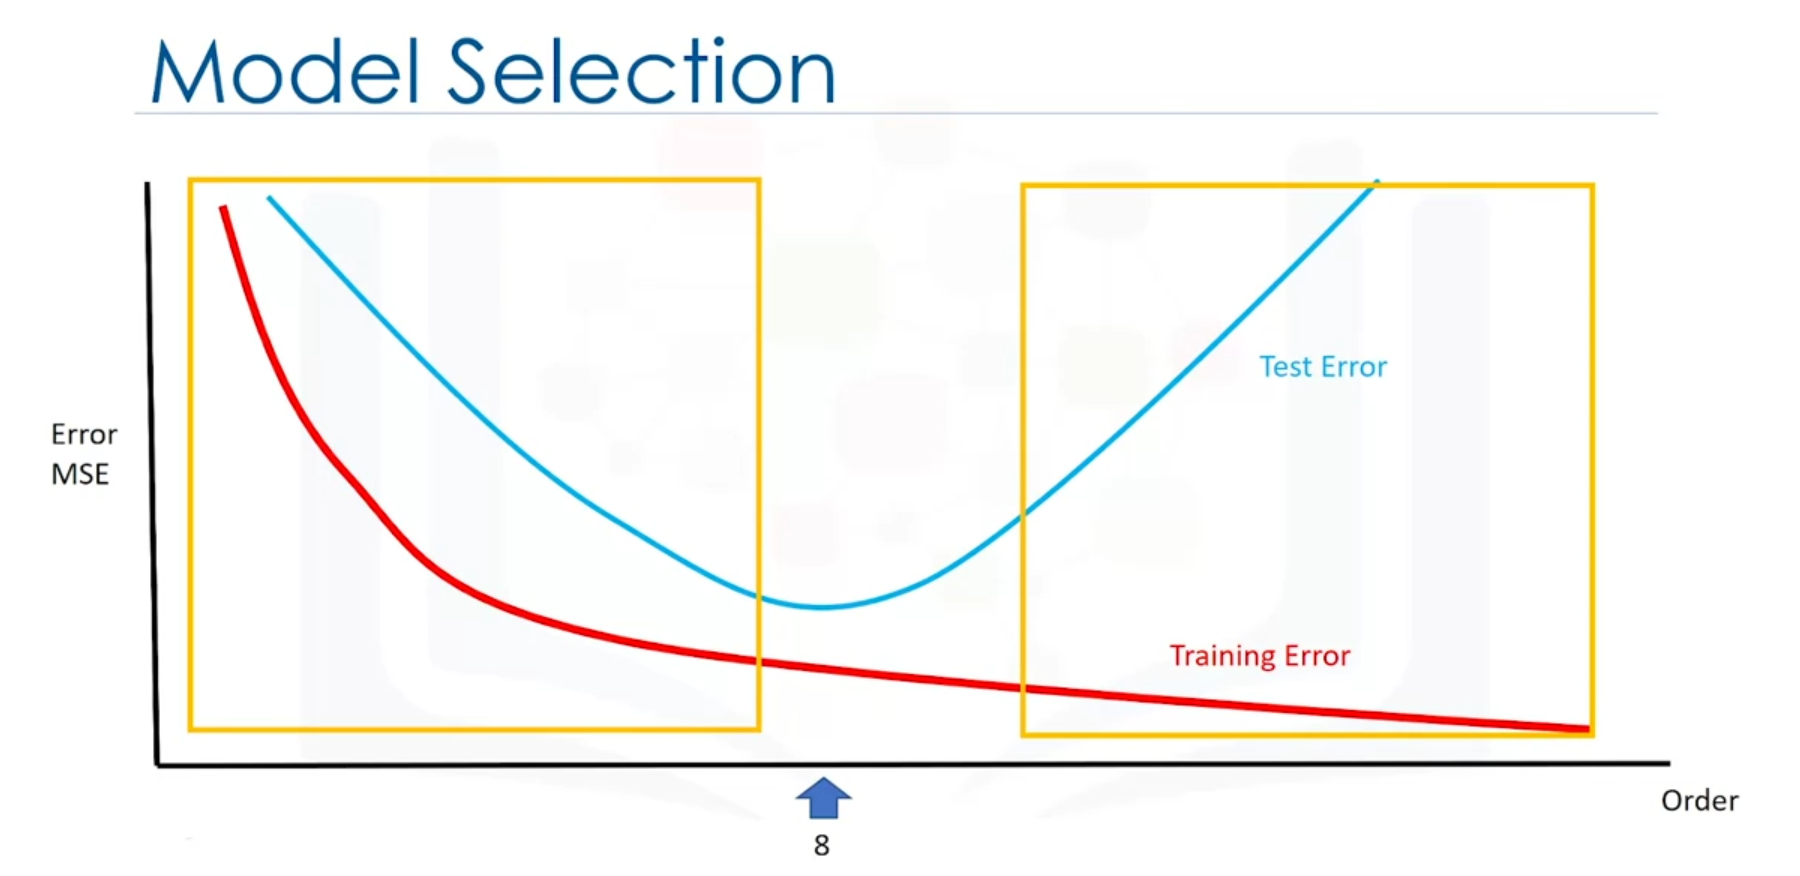 Model Selection
Test Error
Error
MSE
Training Error
Order
8